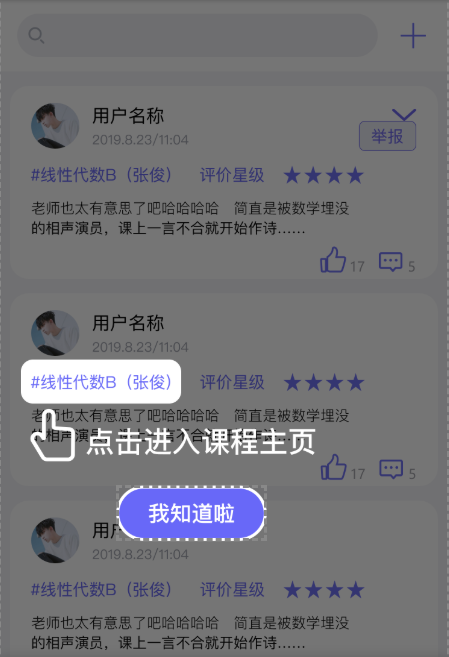 用户名称
2019.8.23/11:04
举报
#线性代数B（张俊） 评价星级
老师也太有意思了吧哈哈哈哈 简直是被数学埋没
的相声演员，课上一言不合就开始作诗……
17 5
用户名称
2019.8.23/11:04
#线性代数B（张俊） 评价星级
老师也太有意思了吧哈哈哈哈 简直是被数学埋没
点击进入课程主页
17 5
我知道啦
2019.8.23/11:04
#线性代数B（张俊） 评价星级
老师也太有意思了吧哈哈哈哈 简直是被数学埋没
的相声演员，课上一言不合就开始作诗……